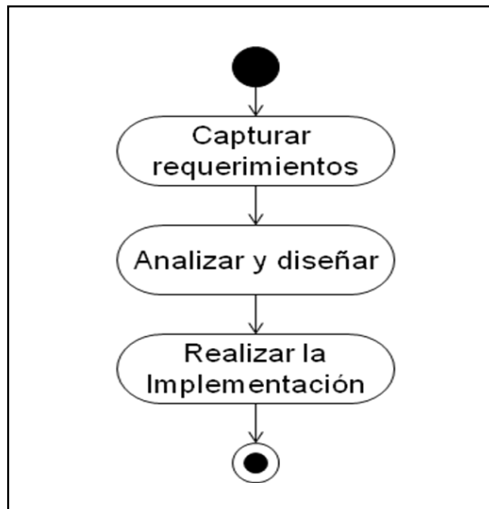 Capturar
requerimientos
Analizar y diseñar
Realizar la
Implementación